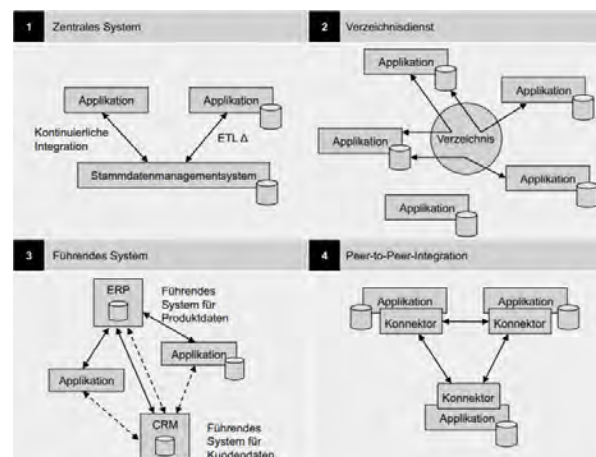 1 Zentrales System
Applikation
Applikation
Kontinuierliche
Integration
ETL Δ
Stammdatenmanagementsystem
2 Verzeichnisdienst
Applikation
Applikation
Applikation
Verzeichnis
Applikation
Applikation
3 Führendes System
ERP
Führendes
System für
Produktdaten
Applikation
Applikation
CRM
Führendes
System für
Kundendaten
4 Peer-to-Peer-Integration
Applikation
Applikation
Konnektor
Konnektor
Konnektor
Applikation